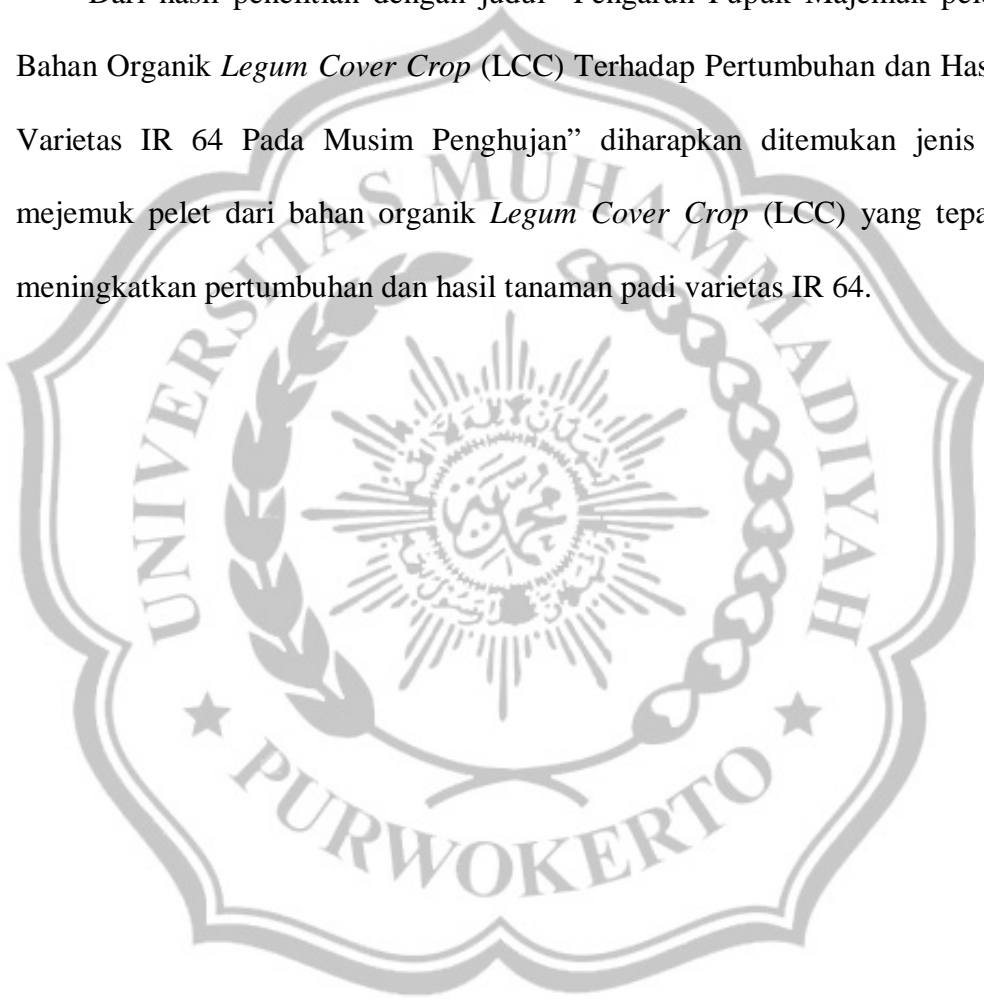 Dari hasil penelitian dengan judul “Pengaruh Pupuk Majemuk
Bahan Organik Legum Cover Crop (LCC) Terhadap Pertumbuhan dan
Varietas IR 64 Pada Musim Penghujan” diharapkan ditemukan jenis
mejemuk pelet dari bahan organik Legum Cover Crop (LCC) yang
meningkatkan pertumbuhan dan hasil tanaman padi varietas IR 64.
UNIVERSITAS MUHAMMADIYAH
PURWOKERTO